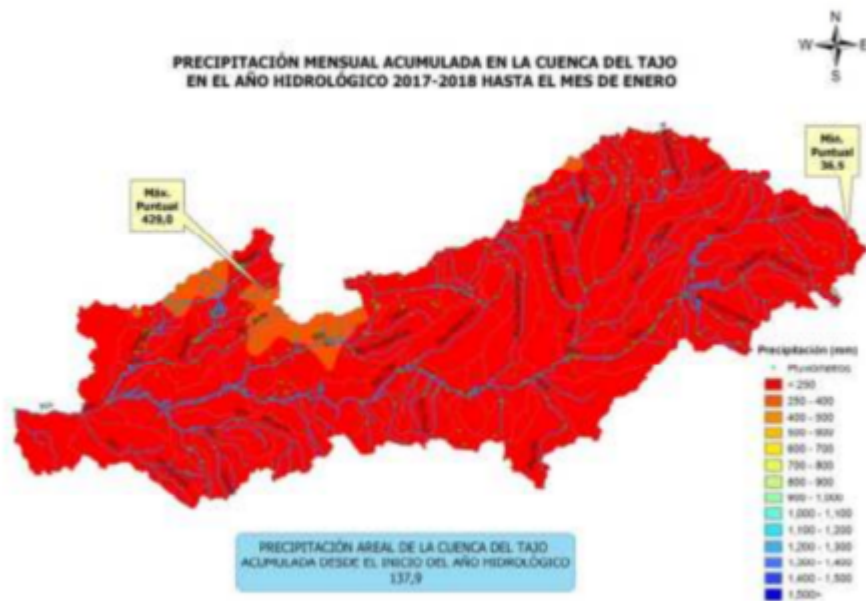 N
W E
S
PRECIPITACIÓN MENSUAL ACUMULADA EN LA CUENCA DEL TAJO
EN EL AÑO HIDROLÓGICO 2017-2018 HASTA EL MES DE ENERO
Mín.
Puntual
36.5
Máx.
Puntual
429,0
Precipitación (mm)
Pluviómetros
< 250
250 - 400
400 - 500
500 - 600
600 - 700
700 - 800
800 - 900
900 - 1,000
1,000 - 1,100
1,100 - 1,200
1,200 - 1,300
1,300 - 1,400
1,400 - 1,500
1,500>
PRECIPITACIÓN AREAL DE LA CUENCA DEL TAJO
ACUMULADA DESDE EL INICIO DEL AÑO HIDROLÓGICO
137,9